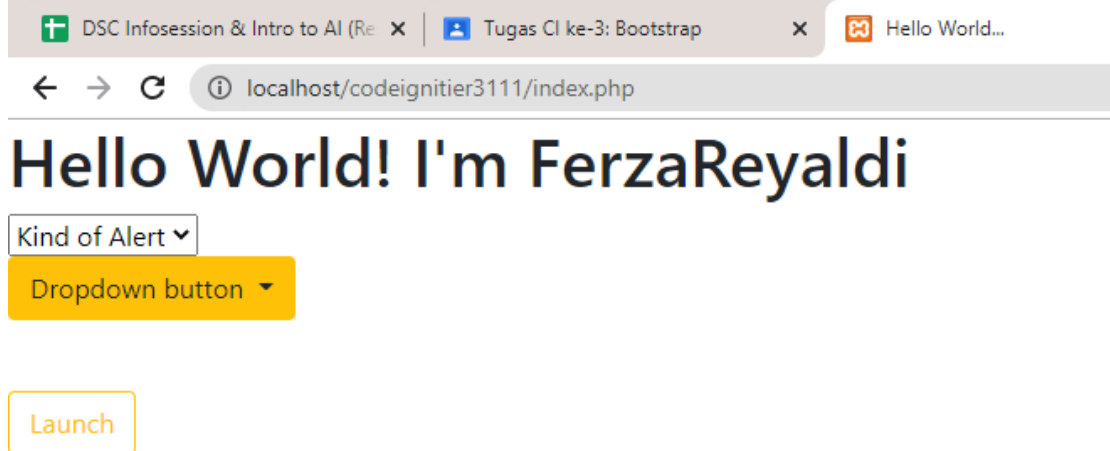 DSC Infosession & Intro to AI (Re
Tugas CI ke-3: Bootstrap
Hello World...
localhost/codeignitier3111/index.php
Hello World! I'm FerzaReyaldi
Kind of Alert
Dropdown button
Launch